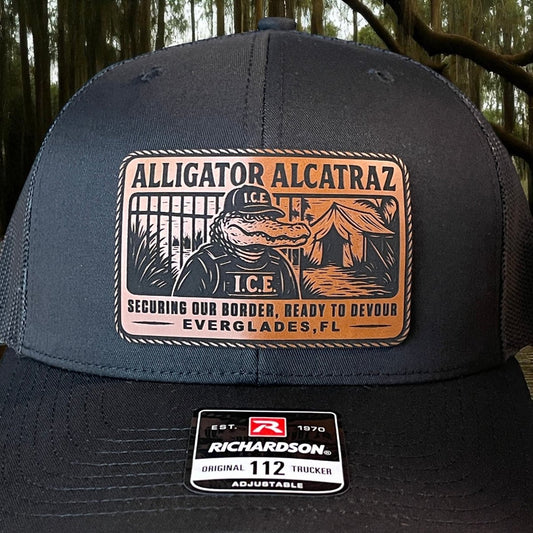 ALLIGATOR ALCATRAZ
I.C.E.
I.C.E.
SECURING OUR BORDER, READY TO DEVOUR
EVERGLADES, FL
EST. R 1970
RICHARDSON®
ORIGINAL 112 TRUCKER
ADJUSTABLE